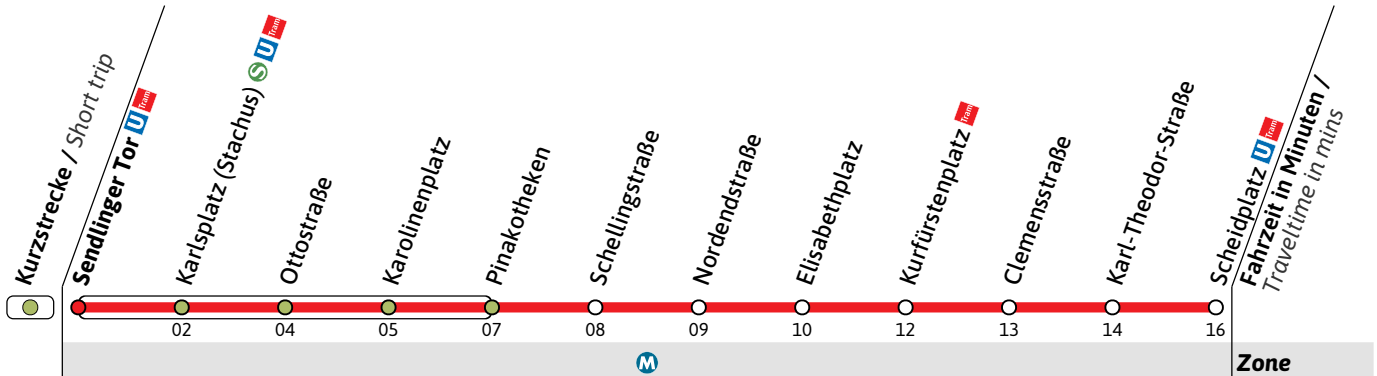 Kurzstrecke / Short trip
Sendlinger Tor U Tram
Karlsplatz (Stachus) S U Tram
Ottostraße
Karolinenplatz
Pinakotheken
Schellingstraße
Nordendstraße
Elisabethplatz
Kurfürstenplatz Tram
Clemensstraße
Karl-Theodor-Straße
Scheidplatz U Tram
Fahrzeit in Minuten /
Traveltime in mins
02 04 05 07 08 09 10 12 13 14 16
M Zone